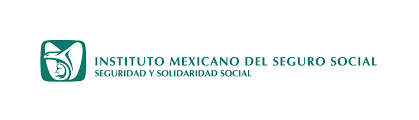 INSTITUTO MEXICANO DEL SEGURO SOCIAL
SEGURIDAD Y SOLIDARIDAD SOCIAL